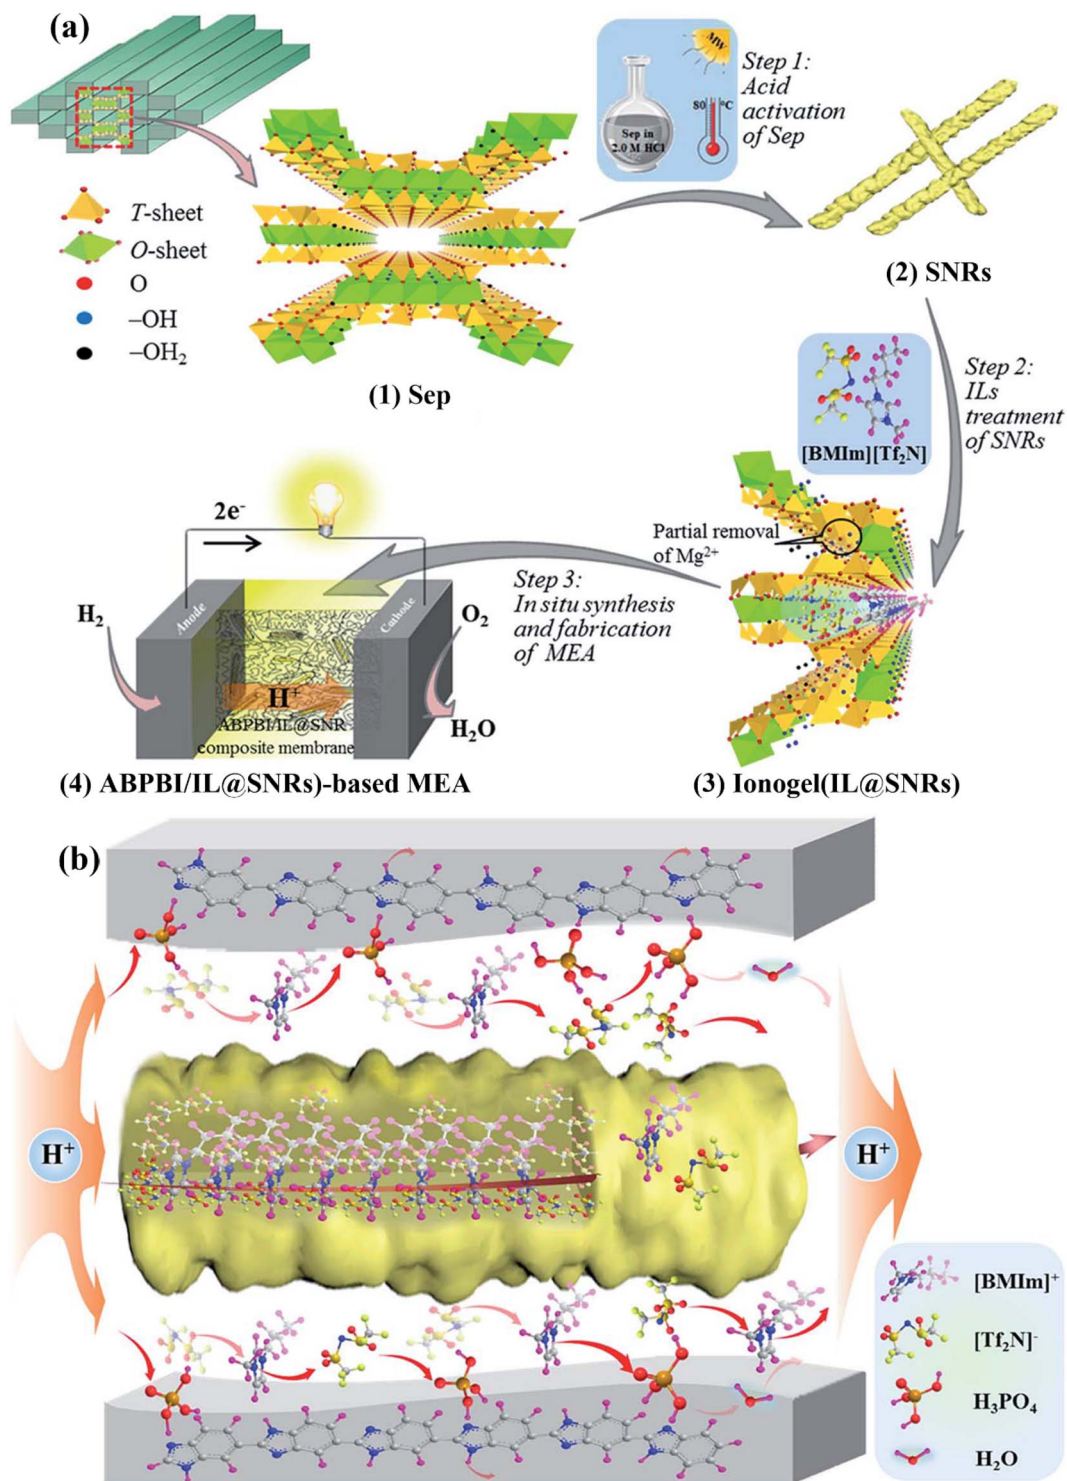 (a)
MW
80 °C
Sep in
2.0 M HCl
Step 1:
Acid
activation
of Sep
T-sheet
O-sheet
O
–OH
–OH₂
(1) Sep
(2) SNRs
[BMIm][Tf₂N]
Step 2:
ILs
treatment
of SNRs
Partial removal
of Mg²⁺
Step 3:
In situ synthesis
and fabrication
of MEA
2e⁻
H₂
Anode
Cathode
O₂
H⁺
ABPBI/IL@SNR
composite membrane
H₂O
(4) ABPBI/IL@SNRs)-based MEA
(3) Ionogel(IL@SNRs)
(b)
H⁺
H⁺
[BMIm]⁺
[Tf₂N]⁻
H₃PO₄
H₂O